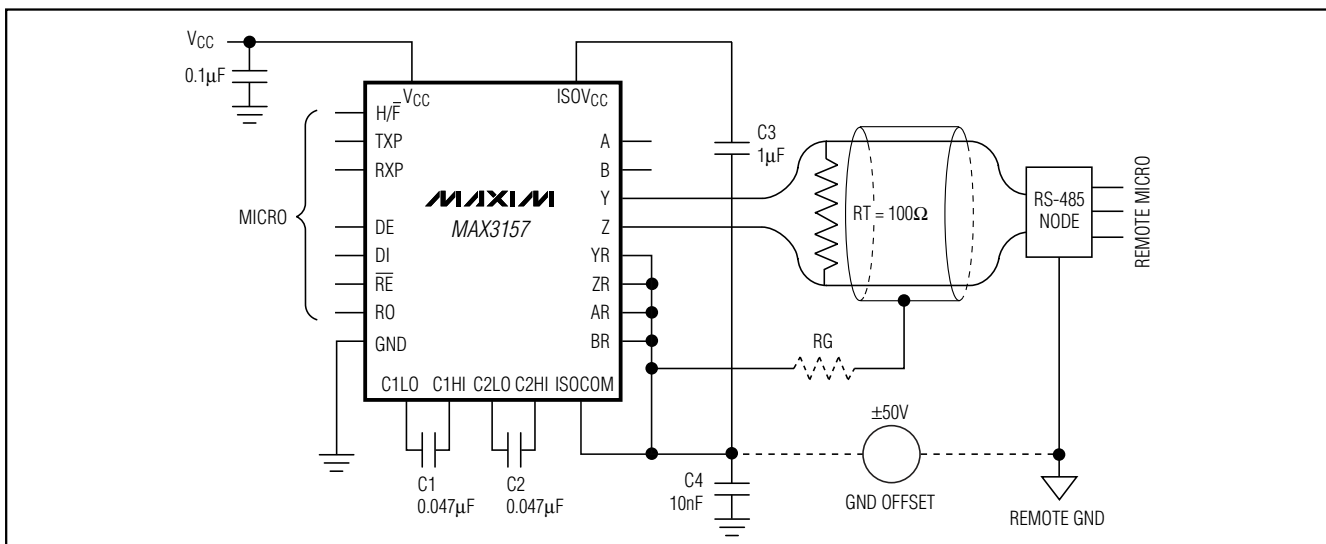 VCC
0.1µF
VCC
ISOVCC
H/F̅
TXP
RXP
MICRO
DE
DI
R̅E̅
RO
GND
MAXIM
MAX3157
A
B
Y
Z
YR
ZR
AR
BR
C1LO C1HI C2LO C2HI ISOCOM
C3
1µF
RT = 100Ω
RS-485
NODE
REMOTE MICRO
RG
±50V
GND OFFSET
C1
0.047µF
C2
0.047µF
C4
10nF
REMOTE GND